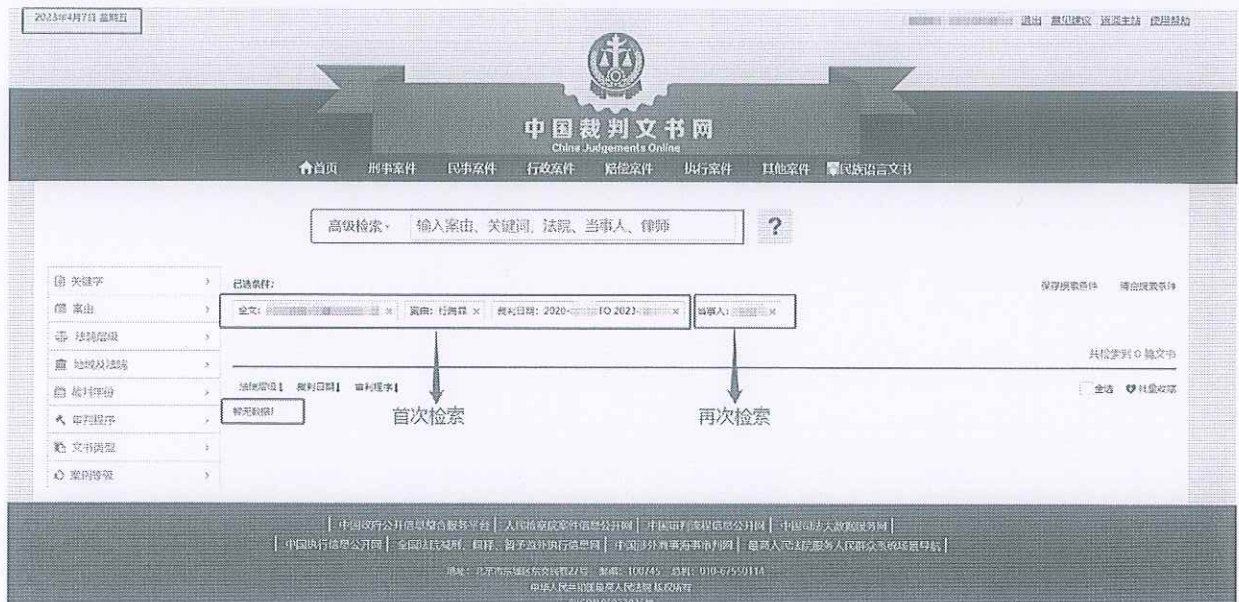 2023年4月7日 星期五
退出 意见建议 返回主站 使用帮助
中国裁判文书网
China Judgements Online
首页 刑事案件 民事案件 行政案件 赔偿案件 执行案件 其他案件 民族语言文书
高级检索 输入案由、关键词、法院、当事人、律师 ?
关键字
案由
法院层级
地域及法院
裁判年份
审判程序
文书类型
案例等级
已选条件：
保存搜索条件 清空搜索条件
全文： × 案由：行贿罪 × 裁判日期：2020- TO 2023- × 当事人： ×
共检索到 0 篇文书
法院层级 裁判日期 审判程序
全选 批量收藏
暂无数据!
首次检索 再次检索
中国政府公开信息整合服务平台 | 人民检察院案件信息公开网 | 中国审判流程信息公开网 | 中国司法大数据服务网 |
中国执行信息公开网 | 全国法院减刑、假释、暂予监外执行信息网 | 中国涉外商事海事审判网 | 最高人民法院服务人民群众系统场景导航 |
地址：北京市东城区东交民巷27号 邮编：100745 总机：010-67550114
中华人民共和国最高人民法院 版权所有